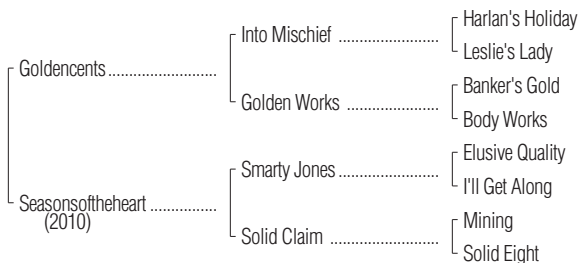 Harlan's Holiday
Into Mischief ....................
Leslie's Lady
Goldencents ......................
Banker's Gold
Golden Works ..................
Body Works
Elusive Quality
Smarty Jones ....................
I'll Get Along
Seasonsoftheheart ..............
(2010)
Mining
Solid Claim ......................
Solid Eight